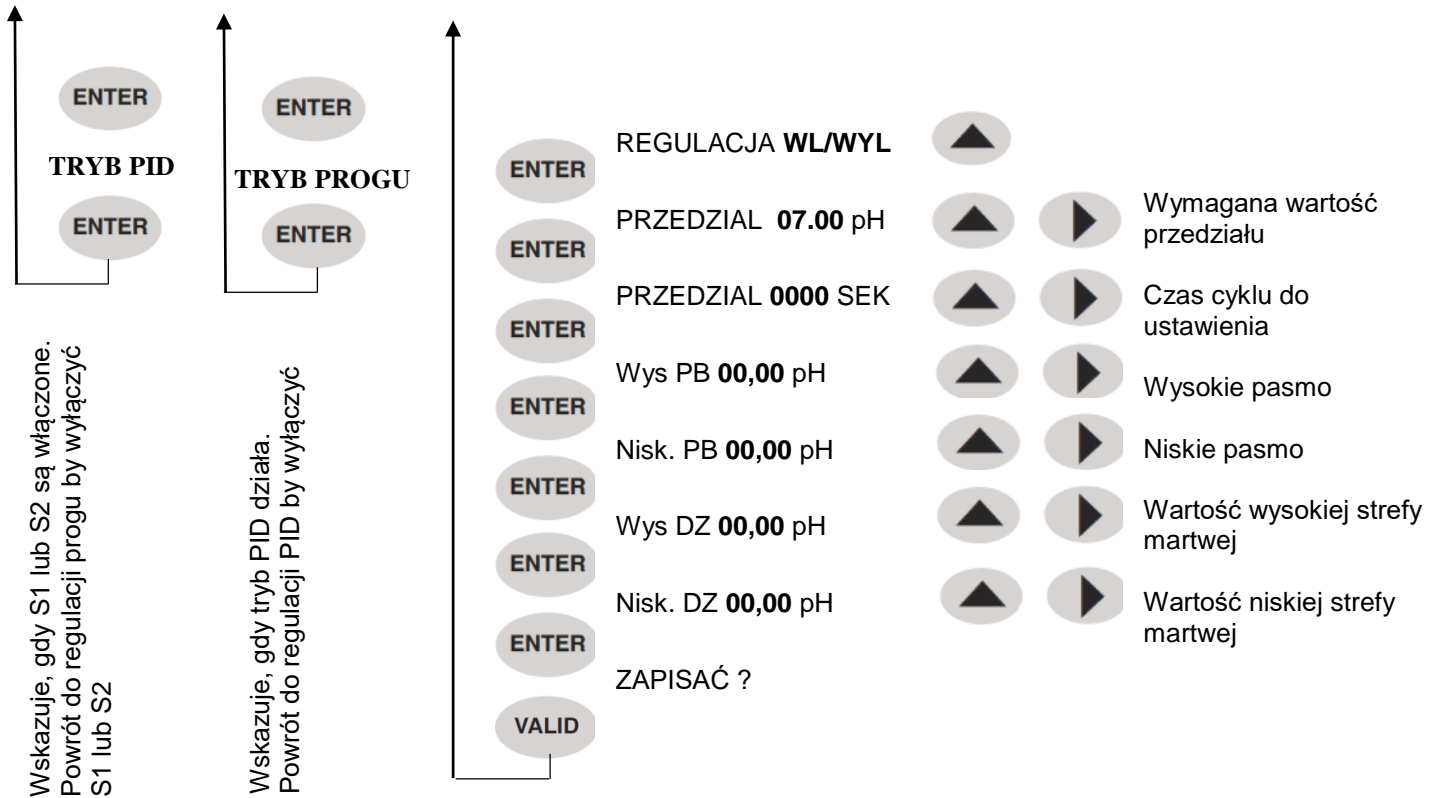 ENTER
TRYB PID
ENTER
Wskazuje, gdy S1 lub S2 są włączone.
Powrót do regulacji progu by wyłączyć
S1 lub S2
ENTER
TRYB PROGU
ENTER
Wskazuje, gdy tryb PID działa.
Powrót do regulacji PID by wyłączyć
REGULACJA WL/WYL
ENTER
PRZEDZIAL 07.00 pH
Wymagana wartość
przedziału
ENTER
PRZEDZIAL 0000 SEK
Czas cyklu do
ustawienia
ENTER
Wys PB 00,00 pH
Wysokie pasmo
ENTER
Nisk. PB 00,00 pH
Niskie pasmo
ENTER
Wys DZ 00,00 pH
Wartość wysokiej strefy
martwej
ENTER
Nisk. DZ 00,00 pH
Wartość niskiej strefy
martwej
ENTER
ZAPISAĆ ?
VALID